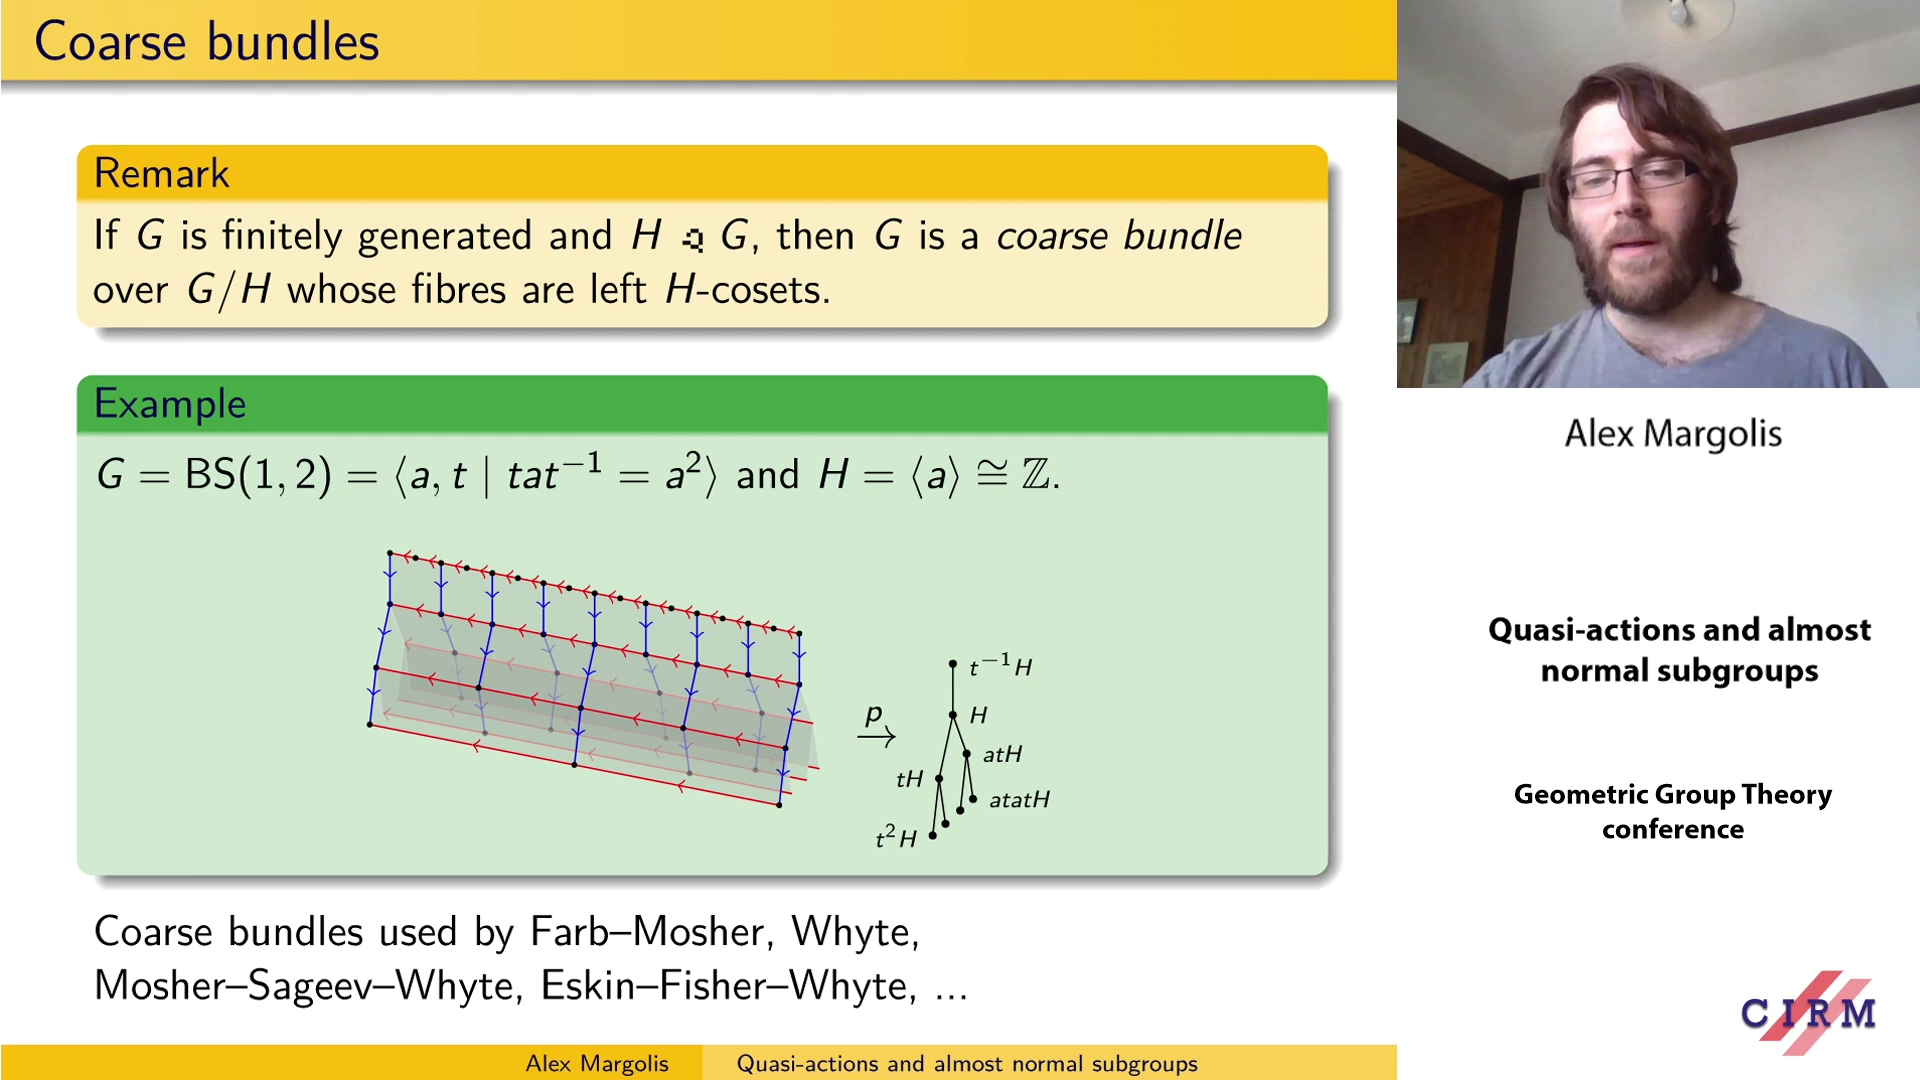 Coarse bundles
Remark
If G is finitely generated and H ⊴ G, then G is a coarse bundle
over G/H whose fibres are left H-cosets.
Example
G = BS(1, 2) = ⟨a, t | tat⁻¹ = a²⟩ and H = ⟨a⟩ ≅ ℤ.
p
→
t⁻¹H
H
atH
tH
atatH
t²H
Coarse bundles used by Farb–Mosher, Whyte,
Mosher–Sageev–Whyte, Eskin–Fisher–Whyte, ...
Alex Margolis
Quasi-actions and almost normal subgroups
Alex Margolis
Quasi-actions and almost
normal subgroups
Geometric Group Theory
conference
CIRM